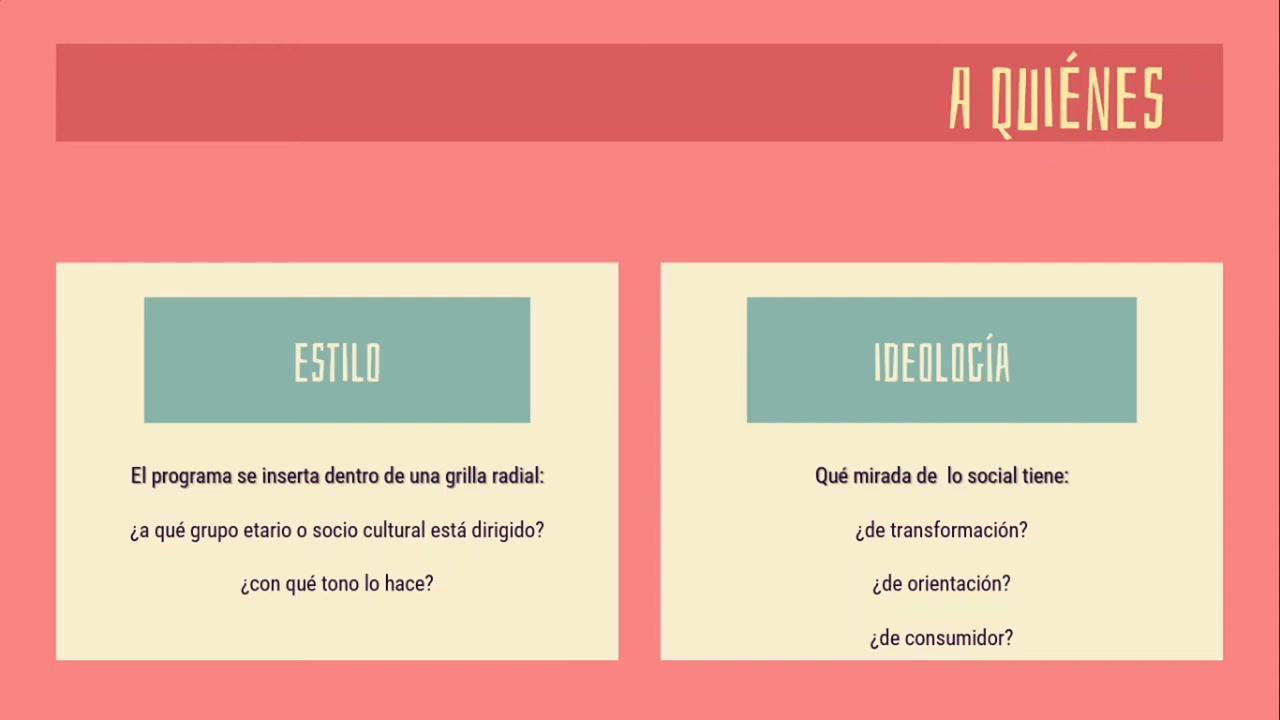 A QUIÉNES
ESTILO
El programa se inserta dentro de una grilla radial:
¿a qué grupo etario o socio cultural está dirigido?
¿con qué tono lo hace?
IDEOLOGÍA
Qué mirada de  lo social tiene:
¿de transformación?
¿de orientación?
¿de consumidor?